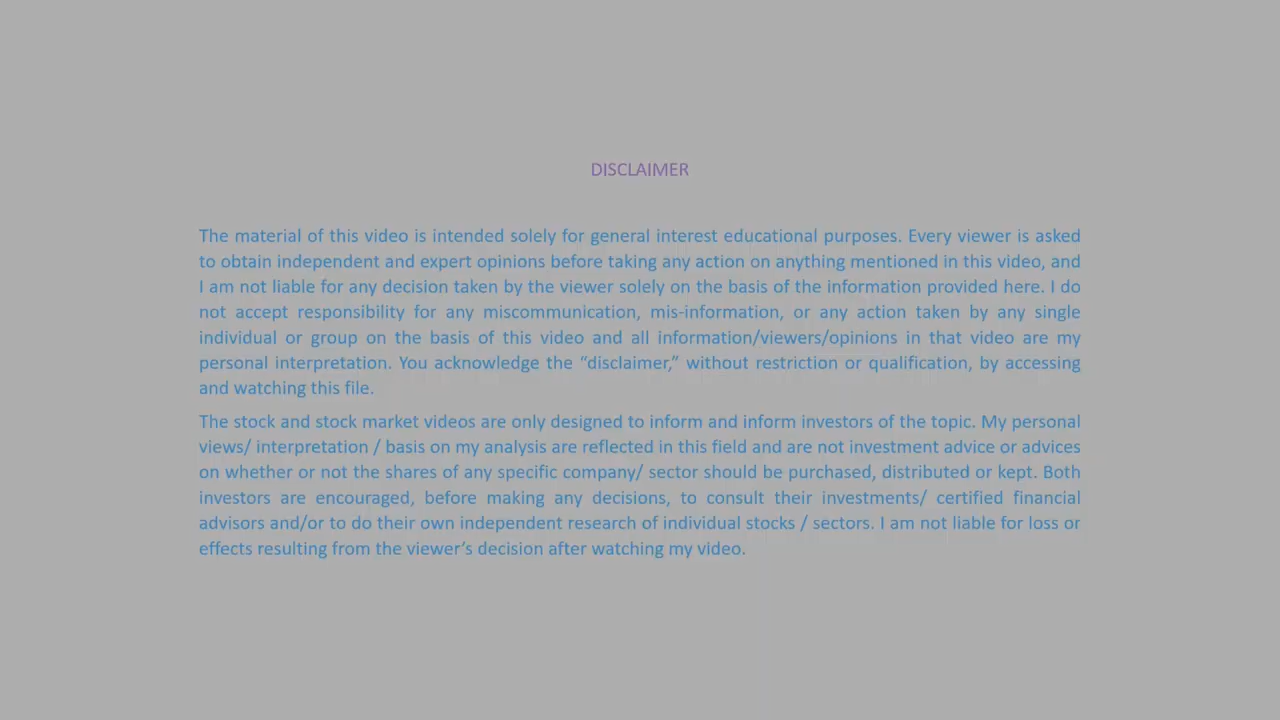 DISCLAIMER
The material of this video is intended solely for general interest educational purposes. Every viewer is asked
to obtain independent and expert opinions before taking any action on anything mentioned in this video, and
I am not liable for any decision taken by the viewer solely on the basis of the information provided here. I do
not accept responsibility for any miscommunication, mis-information, or any action taken by any single
individual or group on the basis of this video and all information/viewers/opinions in that video are my
personal interpretation. You acknowledge the “disclaimer,” without restriction or qualification, by accessing
and watching this file.
The stock and stock market videos are only designed to inform and inform investors of the topic. My personal
views/ interpretation / basis on my analysis are reflected in this field and are not investment advice or advices
on whether or not the shares of any specific company/ sector should be purchased, distributed or kept. Both
investors are encouraged, before making any decisions, to consult their investments/ certified financial
advisors and/or to do their own independent research of individual stocks / sectors. I am not liable for loss or
effects resulting from the viewer’s decision after watching my video.